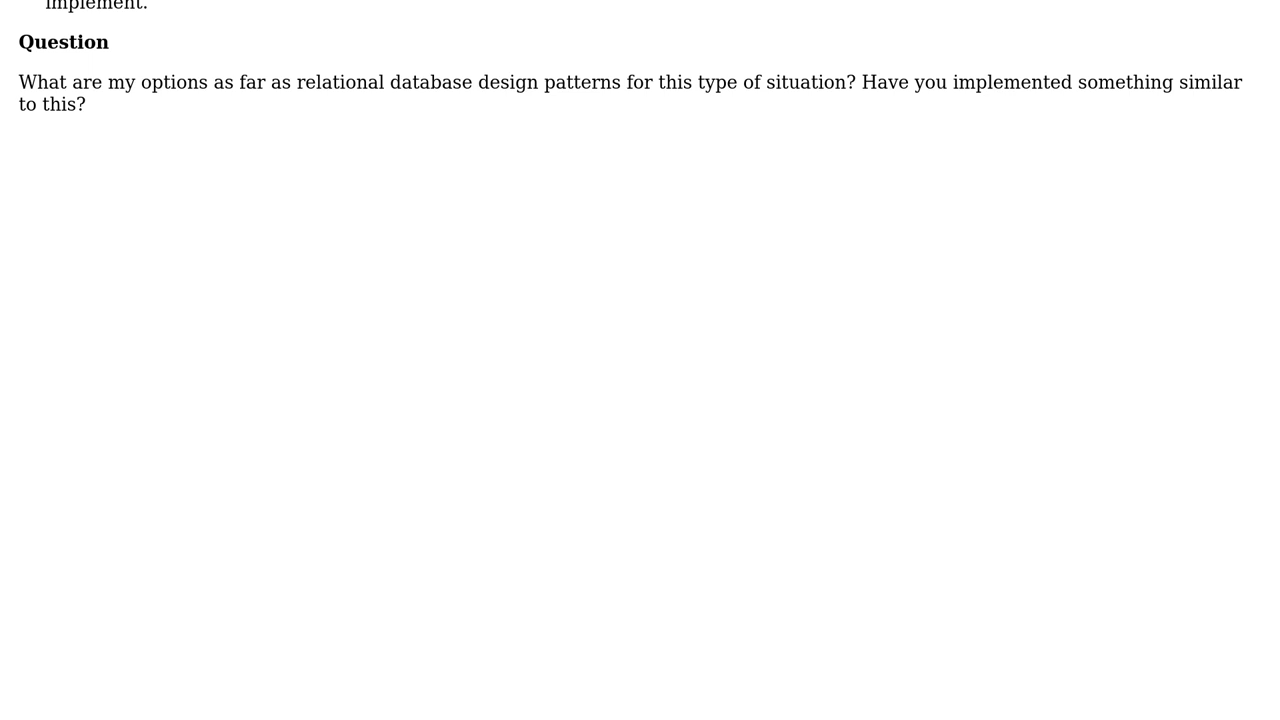 implement.
Question
What are my options as far as relational database design patterns for this type of situation? Have you implemented something similar
to this?